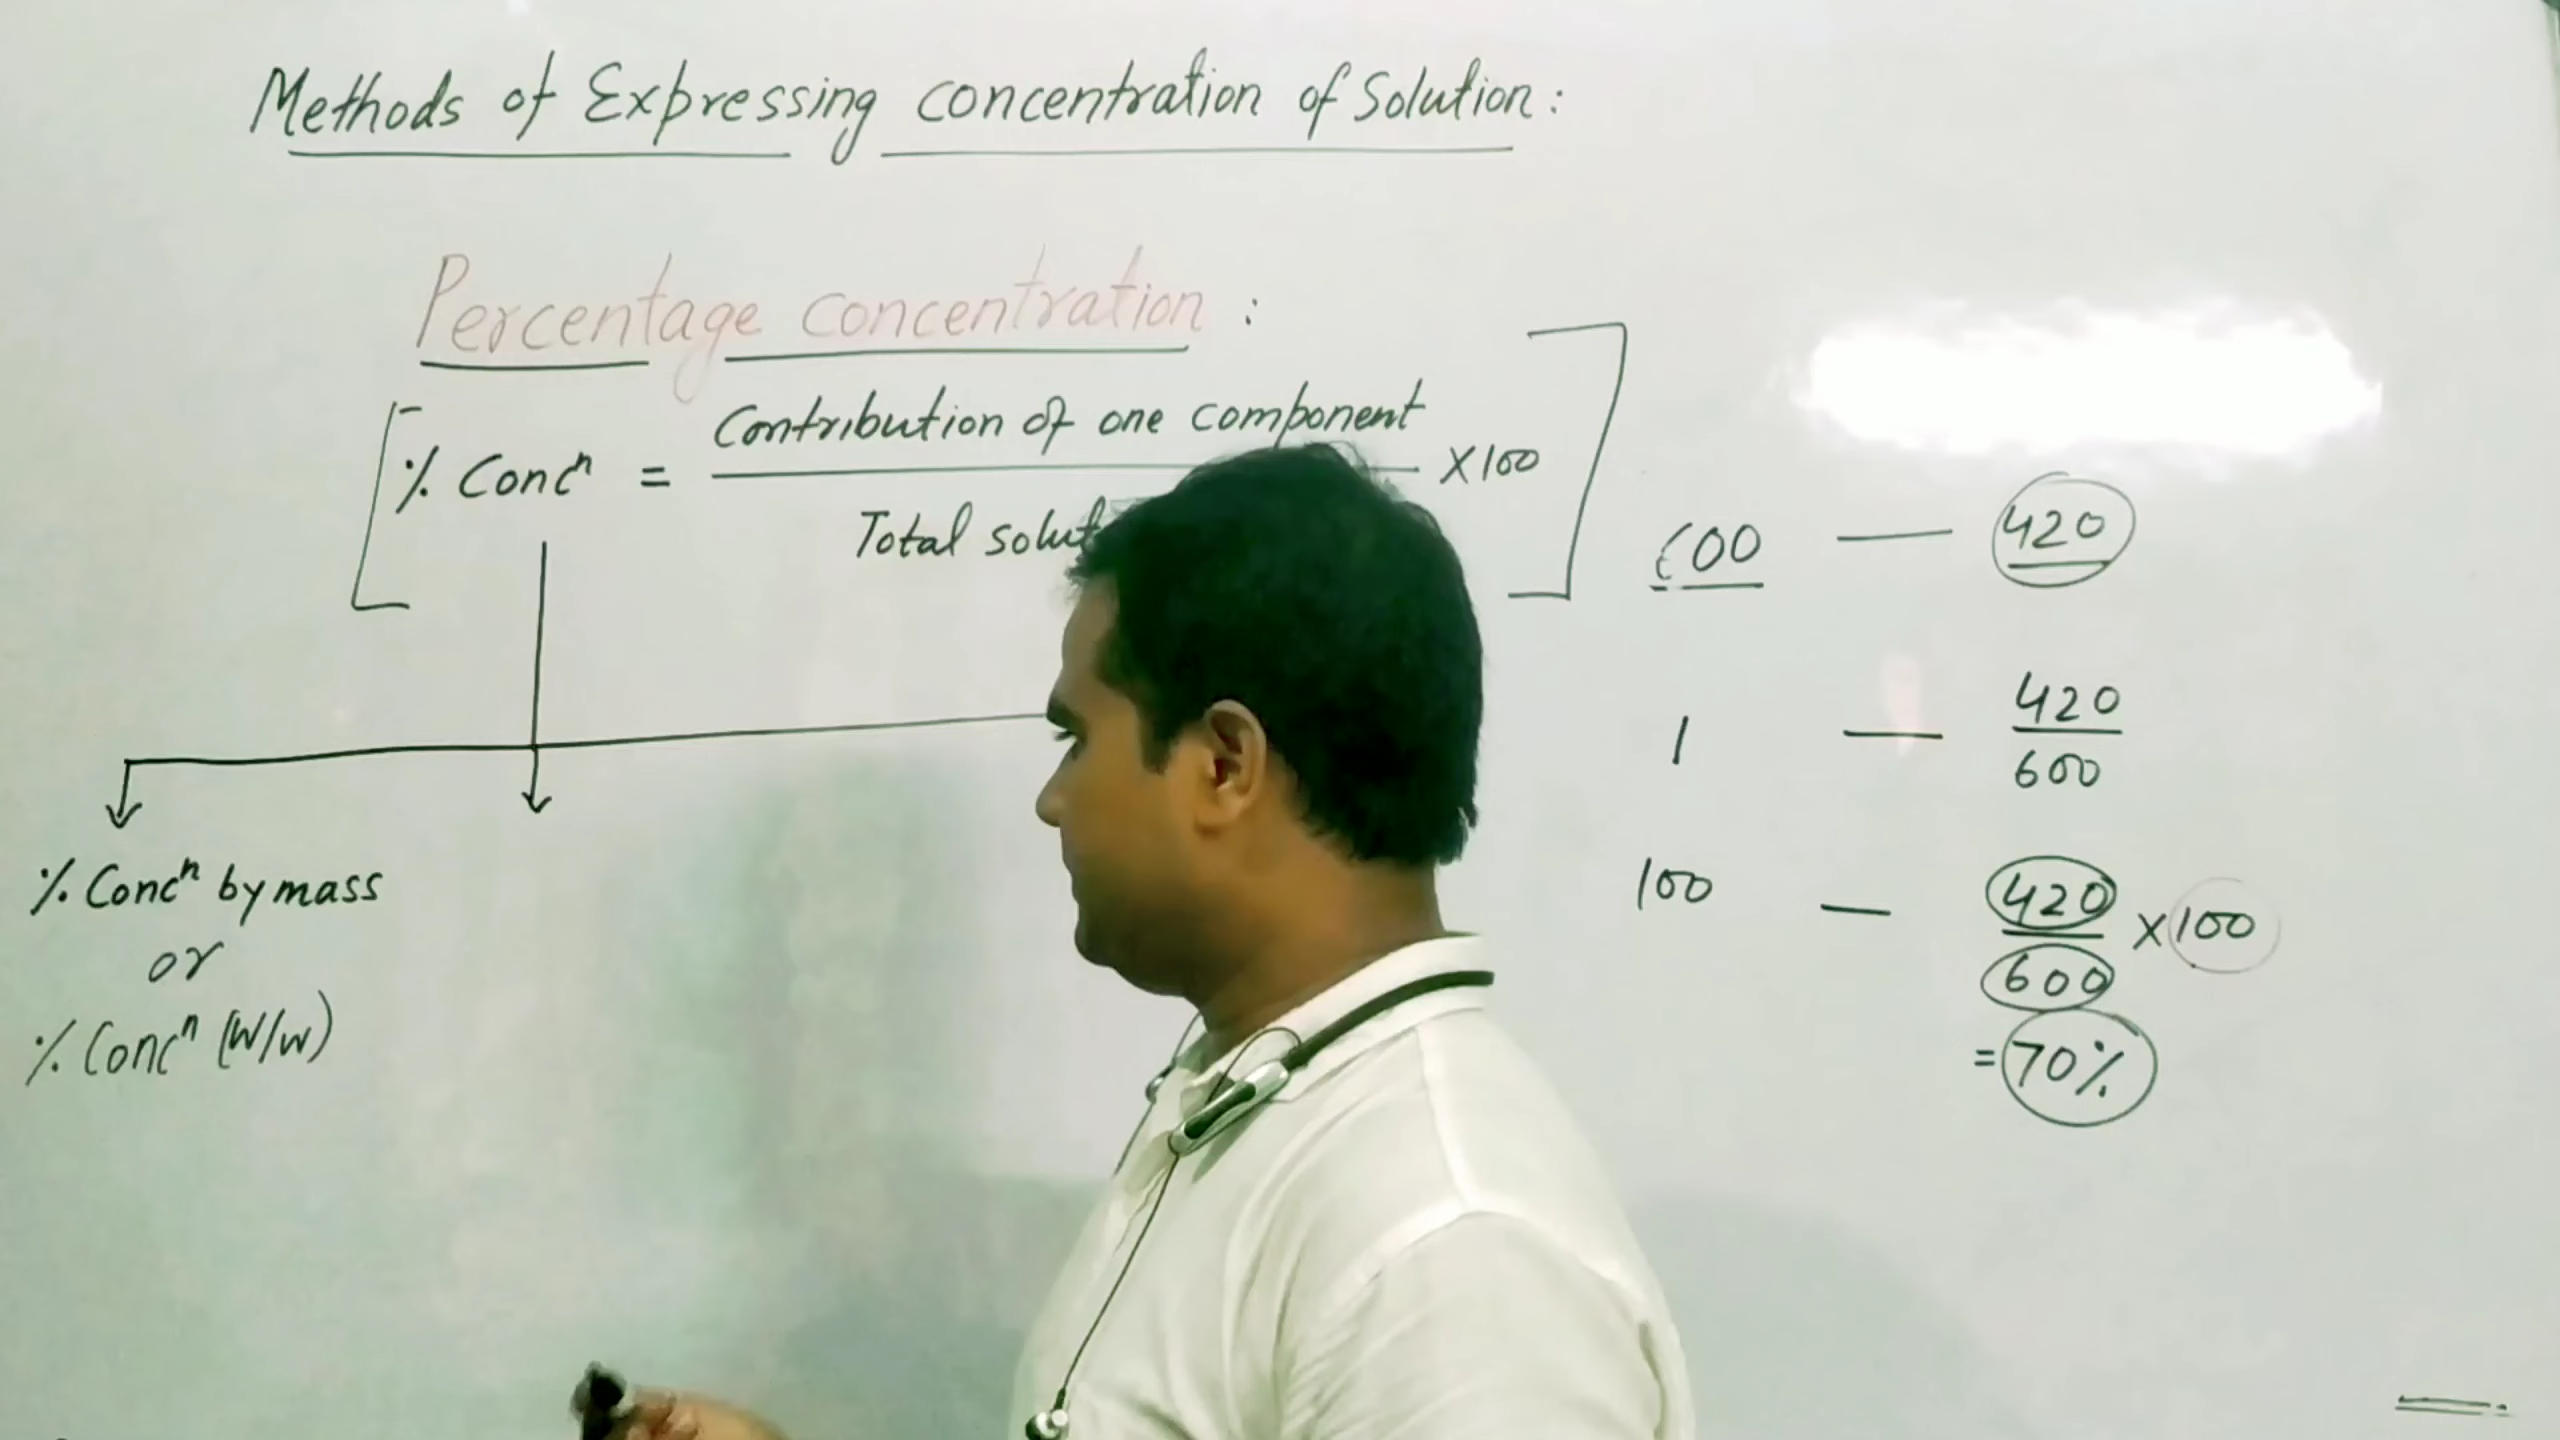 Methods of Expressing concentration of Solution:
Percentage concentration :
% Concⁿ = Contribution of one component
X100
Total
% Concⁿ by mass
or
% Concⁿ (W/w)
600 — 420
1 — 420
600
100 — 420 X100
600
= 70%